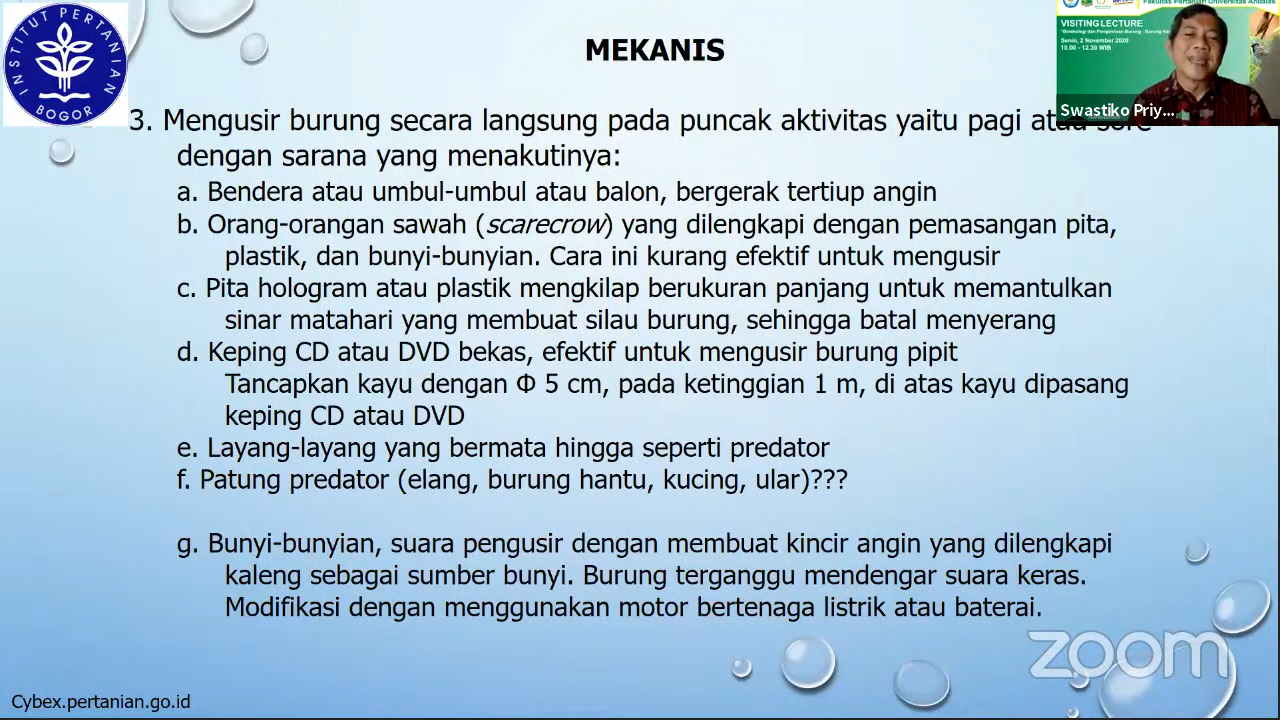 INSTITUT PERTANIAN
BOGOR
MEKANIS
Fakultas Pertanian Universitas Andalas
VISITING LECTURE
Senin, 2 November 2020
10.00 - 12.30 WIB
Swastiko Priy...
3. Mengusir burung secara langsung pada puncak aktivitas yaitu pagi atau sore
dengan sarana yang menakutinya:
a. Bendera atau umbul-umbul atau balon, bergerak tertiup angin
b. Orang-orangan sawah (scarecrow) yang dilengkapi dengan pemasangan pita,
plastik, dan bunyi-bunyian. Cara ini kurang efektif untuk mengusir
c. Pita hologram atau plastik mengkilap berukuran panjang untuk memantulkan
sinar matahari yang membuat silau burung, sehingga batal menyerang
d. Keping CD atau DVD bekas, efektif untuk mengusir burung pipit
Tancapkan kayu dengan Φ 5 cm, pada ketinggian 1 m, di atas kayu dipasang
keping CD atau DVD
e. Layang-layang yang bermata hingga seperti predator
f. Patung predator (elang, burung hantu, kucing, ular)???
g. Bunyi-bunyian, suara pengusir dengan membuat kincir angin yang dilengkapi
kaleng sebagai sumber bunyi. Burung terganggu mendengar suara keras.
Modifikasi dengan menggunakan motor bertenaga listrik atau baterai.
zoom
Cybex.pertanian.go.id